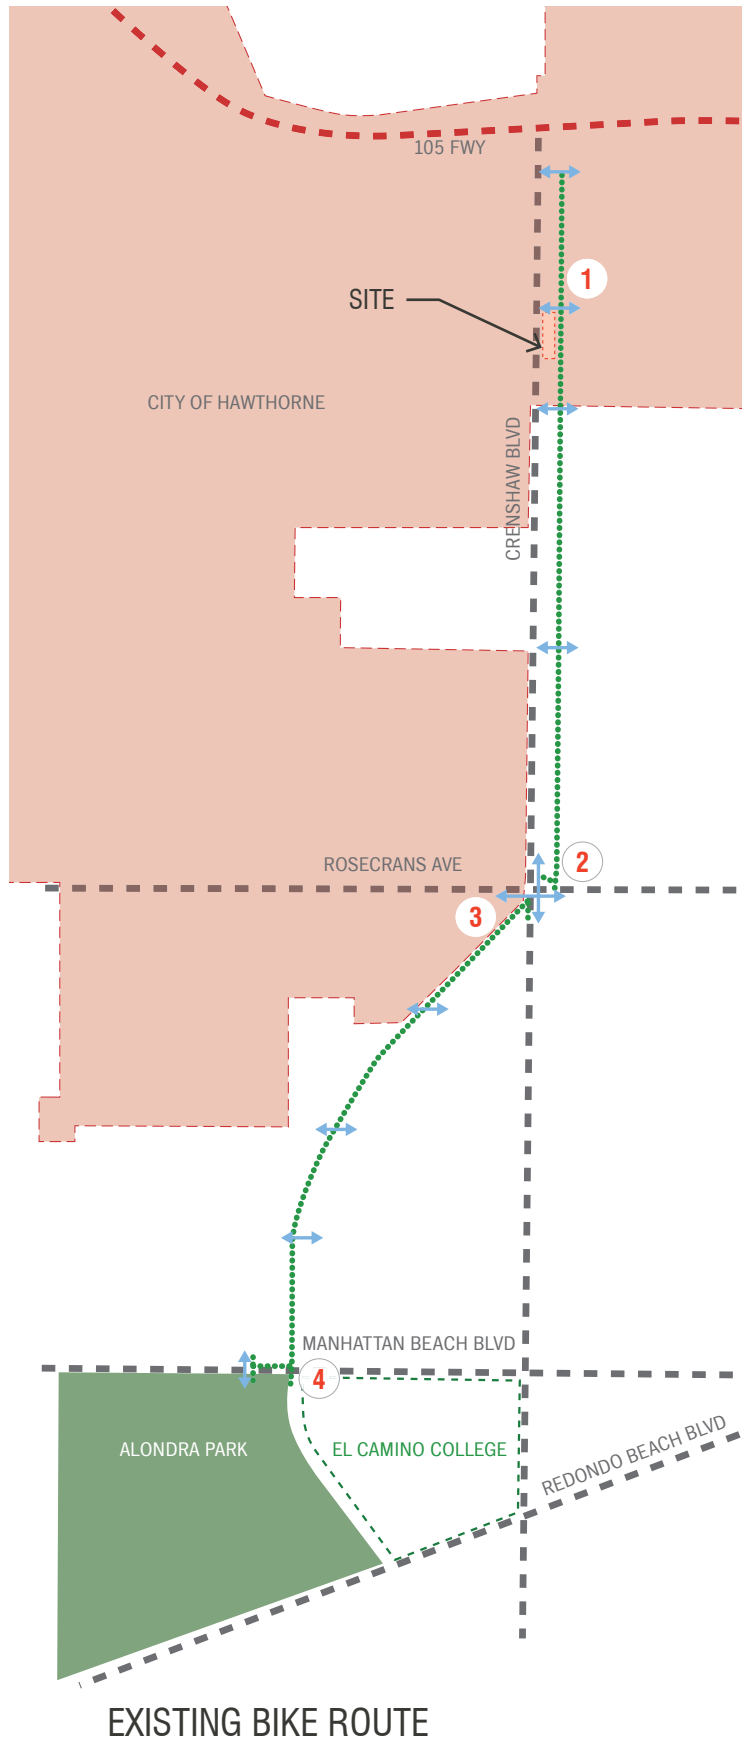 105 FWY
1
SITE
CITY OF HAWTHORNE
CRENSHAW BLVD
ROSECRANS AVE
2
3
MANHATTAN BEACH BLVD
4
ALONDRA PARK
EL CAMINO COLLEGE
REDONDO BEACH BLVD
EXISTING BIKE ROUTE